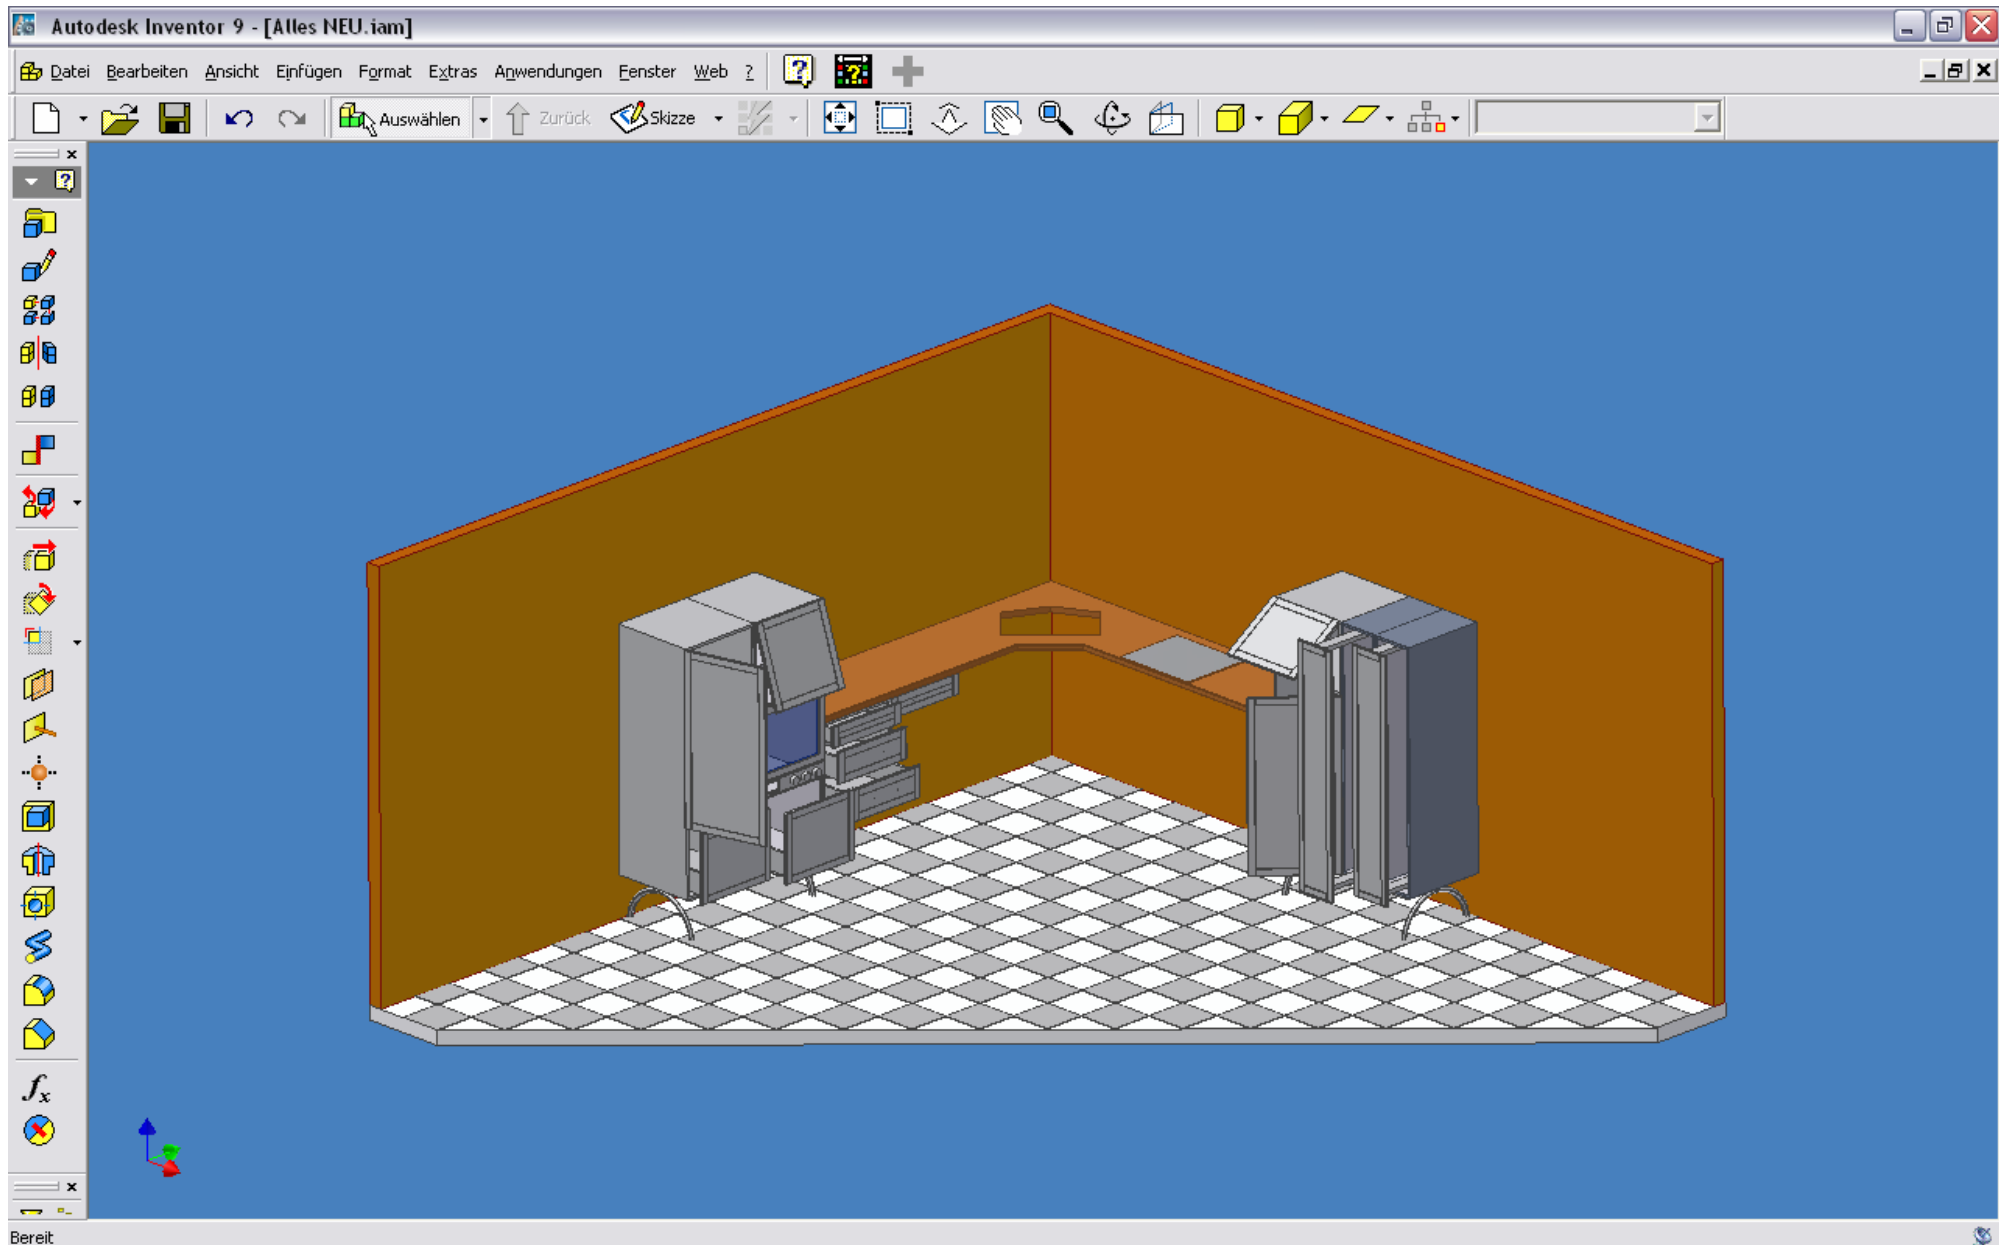 Autodesk Inventor 9 - [Alles NEU.iam]
Datei Bearbeiten Ansicht Einfügen Format Extras Anwendungen Fenster Web ?
Auswählen Zurück Skizze
fx
Bereit